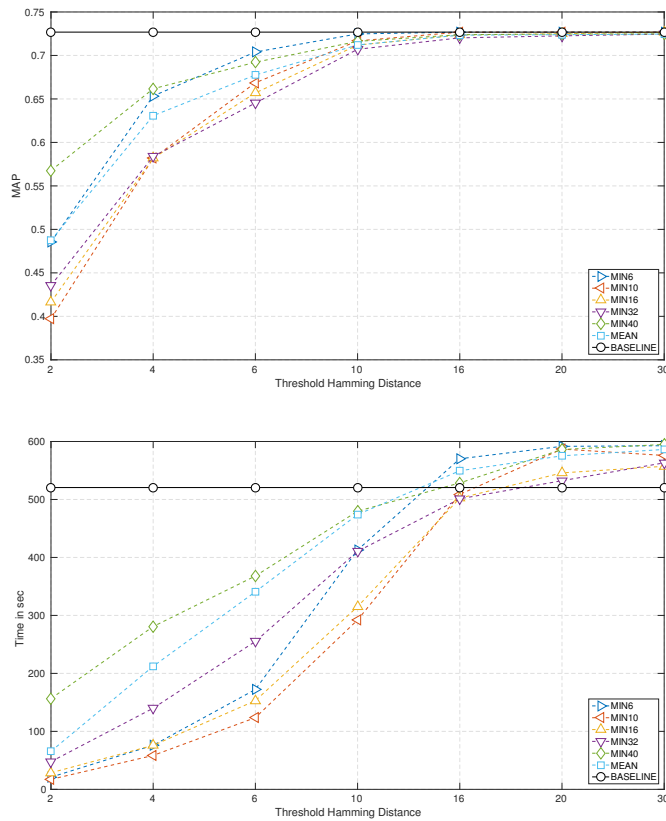 0.75
0.7
0.65
0.6
0.55
0.5
0.45
0.4
0.35
MAP
2 4 6 10 16 20 30
Threshold Hamming Distance
MIN6
MIN10
MIN16
MIN32
MIN40
MEAN
BASELINE
600
500
400
300
200
100
0
Time in sec
2 4 6 10 16 20 30
Threshold Hamming Distance
MIN6
MIN10
MIN16
MIN32
MIN40
MEAN
BASELINE